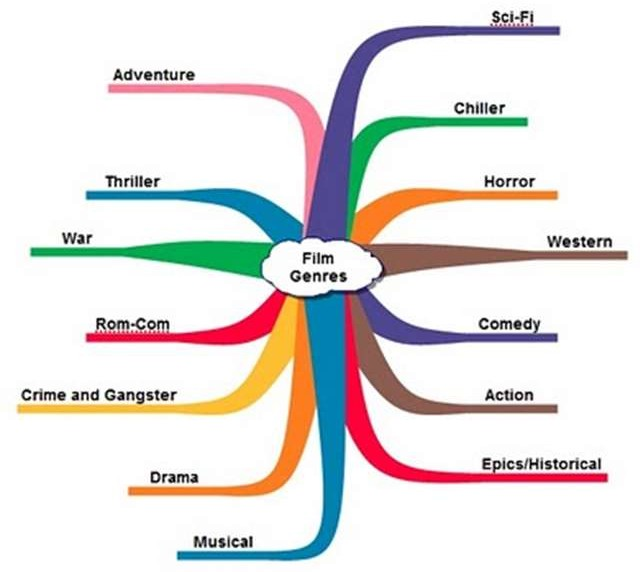 Sci-Fi
Adventure
Chiller
Thriller
Horror
War
Western
Film
Genres
Rom-Com
Comedy
Crime and Gangster
Action
Drama
Epics/Historical
Musical